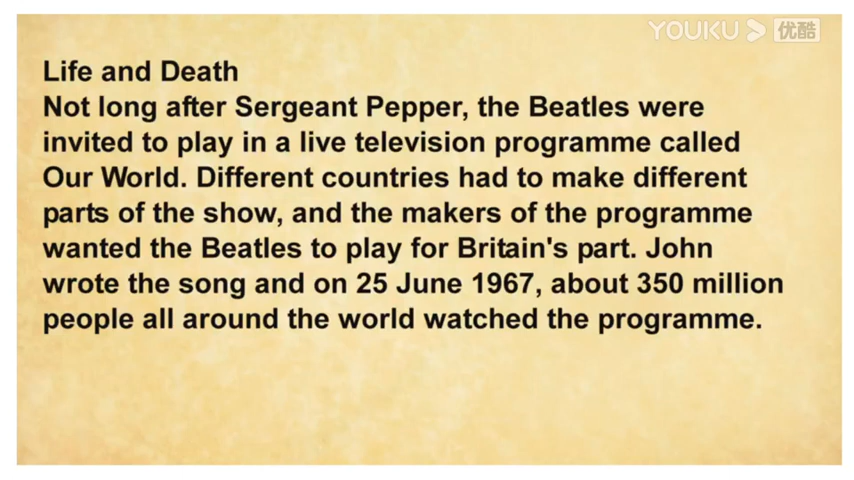 YOUKU 优酷
Life and Death
Not long after Sergeant Pepper, the Beatles were
invited to play in a live television programme called
Our World. Different countries had to make different
parts of the show, and the makers of the programme
wanted the Beatles to play for Britain's part. John
wrote the song and on 25 June 1967, about 350 million
people all around the world watched the programme.